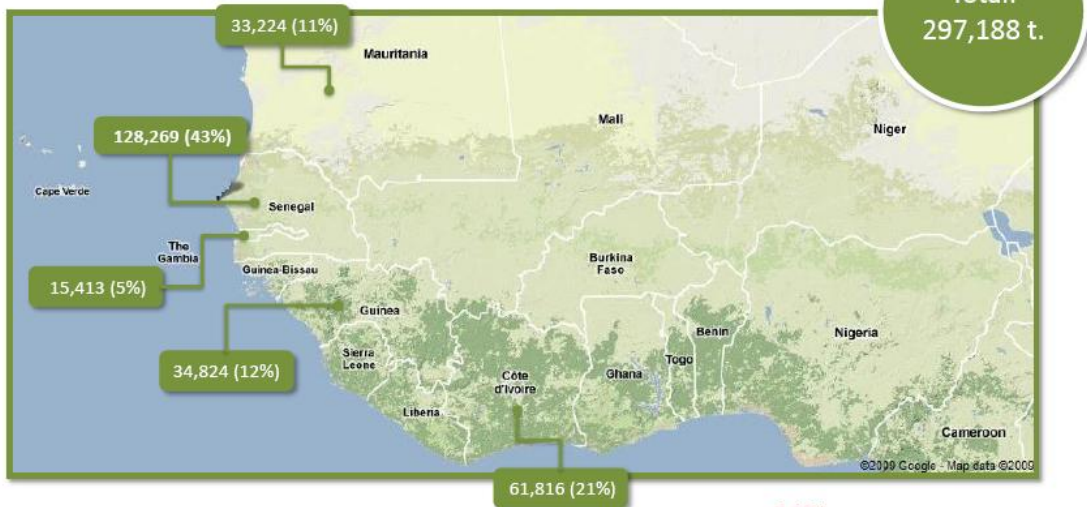 Total:
297,188 t.
33,224 (11%)
Mauritania
128,269 (43%)
Mali
Niger
Cape Verde
Senegal
The
Gambia
15,413 (5%)
Guinea-Bissau
Burkina
Faso
Guinea
Benin
Nigeria
34,824 (12%)
Sierra
Leone
Côte
d'Ivoire
Ghana
Togo
Liberia
Cameroon
©2009 Google - Map data ©2009
61,816 (21%)